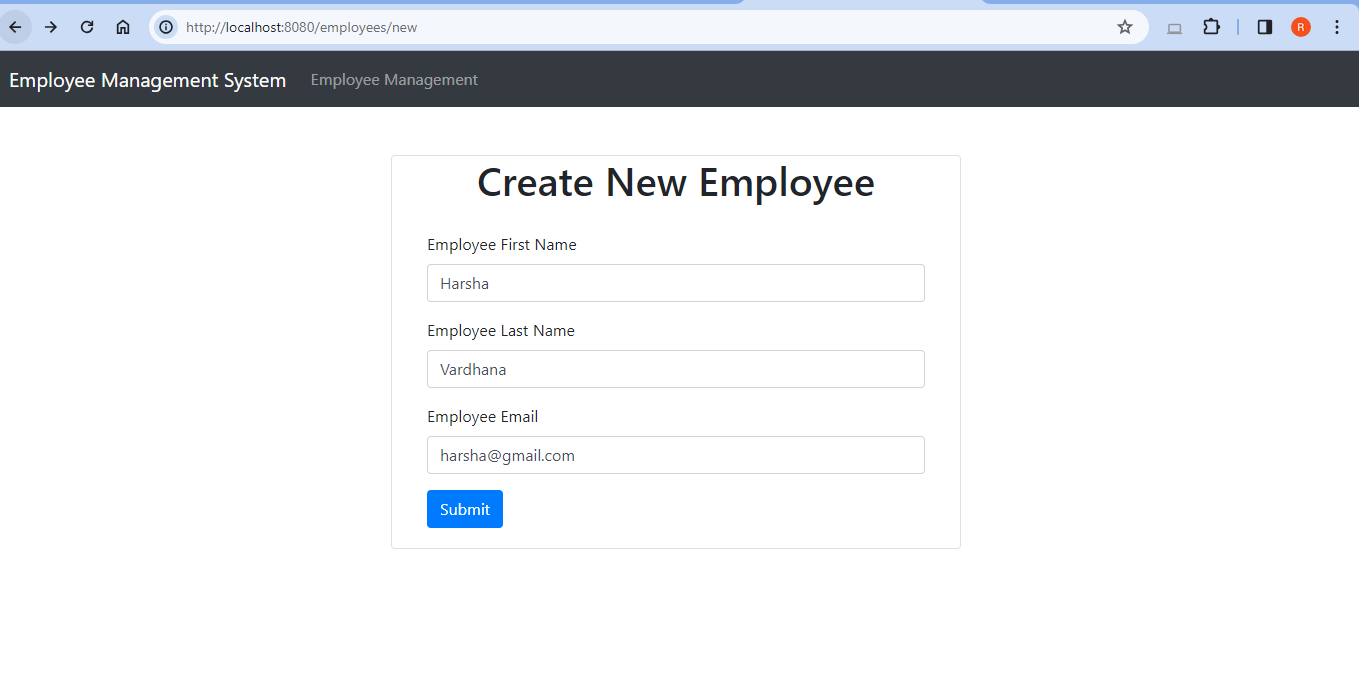 http://localhost:8080/employees/new
R
Employee Management System Employee Management
Create New Employee
Employee First Name
Harsha
Employee Last Name
Vardhana
Employee Email
harsha@gmail.com
Submit